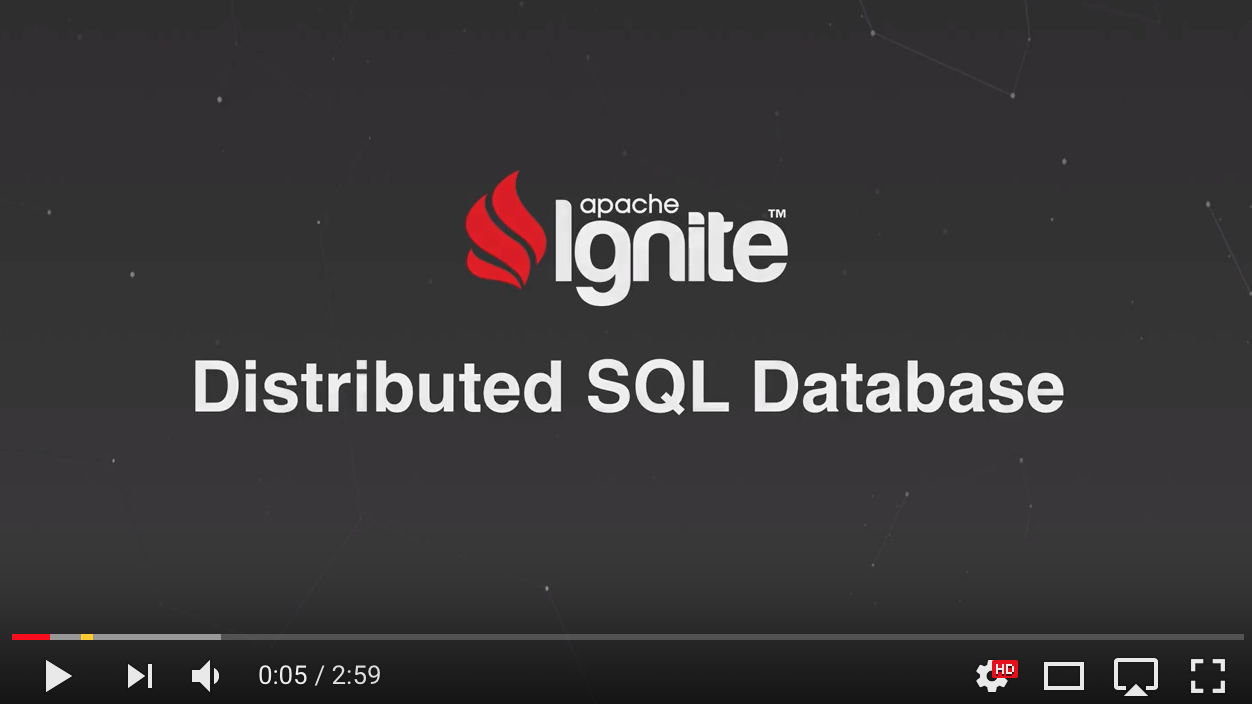 apache
Ignite™
Distributed SQL Database
0:05 / 2:59
HD